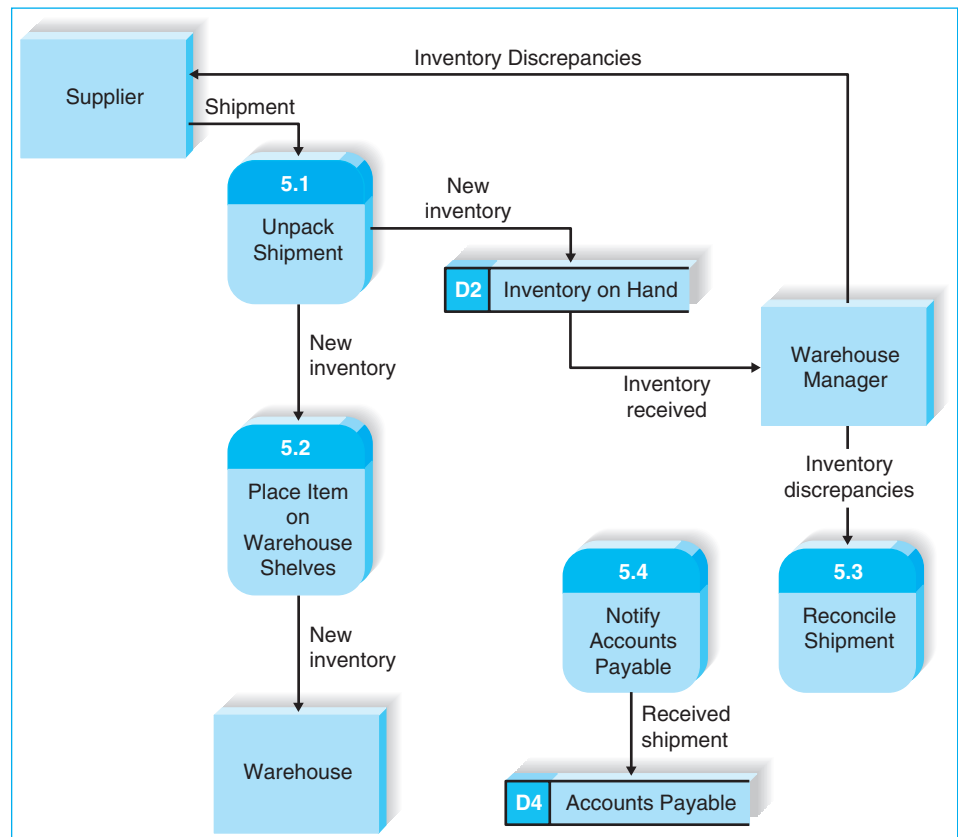 Inventory Discrepancies
Supplier
Shipment
5.1
Unpack
Shipment
New
inventory
D2 Inventory on Hand
New
inventory
Warehouse
Manager
Inventory
received
5.2
Place Item
on
Warehouse
Shelves
Inventory
discrepancies
5.4
Notify
Accounts
Payable
5.3
Reconcile
Shipment
New
inventory
Received
shipment
Warehouse
D4 Accounts Payable